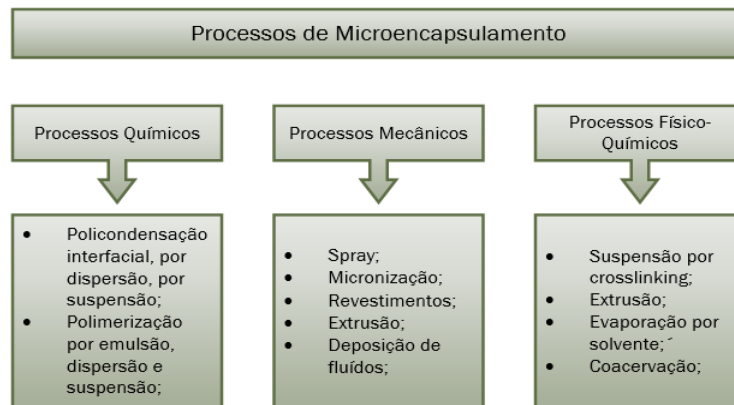 Processos de Microencapsulamento
Processos Químicos
Processos Mecânicos
Processos Físico-
Químicos
• Policondensação
interfacial, por
dispersão, por
suspensão;
• Polimerização
por emulsão,
dispersão e
suspensão;
• Spray;
• Micronização;
• Revestimentos;
• Extrusão;
• Deposição de
fluídos;
• Suspensão por
crosslinking;
• Extrusão;
• Evaporação por
solvente;´
• Coacervação;